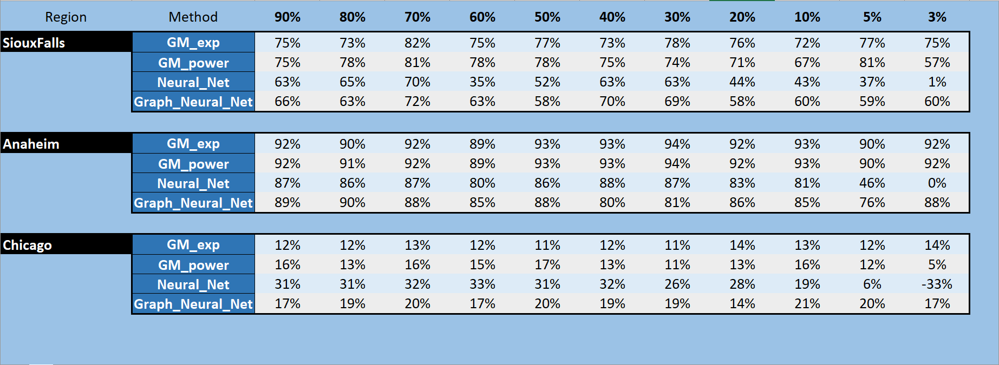 Region Method 90% 80% 70% 60% 50% 40% 30% 20% 10% 5% 3%
SiouxFalls GM_exp 75% 73% 82% 75% 77% 73% 78% 76% 72% 77% 75%
GM_power 75% 78% 81% 78% 78% 75% 74% 71% 67% 81% 57%
Neural_Net 63% 65% 70% 35% 52% 63% 63% 44% 43% 37% 1%
Graph_Neural_Net 66% 63% 72% 63% 58% 70% 69% 58% 60% 59% 60%
Anaheim GM_exp 92% 90% 92% 89% 93% 93% 94% 92% 93% 90% 92%
GM_power 92% 91% 92% 89% 93% 93% 94% 92% 93% 90% 92%
Neural_Net 87% 86% 87% 80% 86% 88% 87% 83% 81% 46% 0%
Graph_Neural_Net 89% 90% 88% 85% 88% 80% 81% 86% 85% 76% 88%
Chicago GM_exp 12% 12% 13% 12% 11% 12% 11% 14% 13% 12% 14%
GM_power 16% 13% 16% 15% 17% 13% 11% 13% 16% 12% 5%
Neural_Net 31% 31% 32% 33% 31% 32% 26% 28% 19% 6% -33%
Graph_Neural_Net 17% 19% 20% 17% 20% 19% 19% 14% 21% 20% 17%